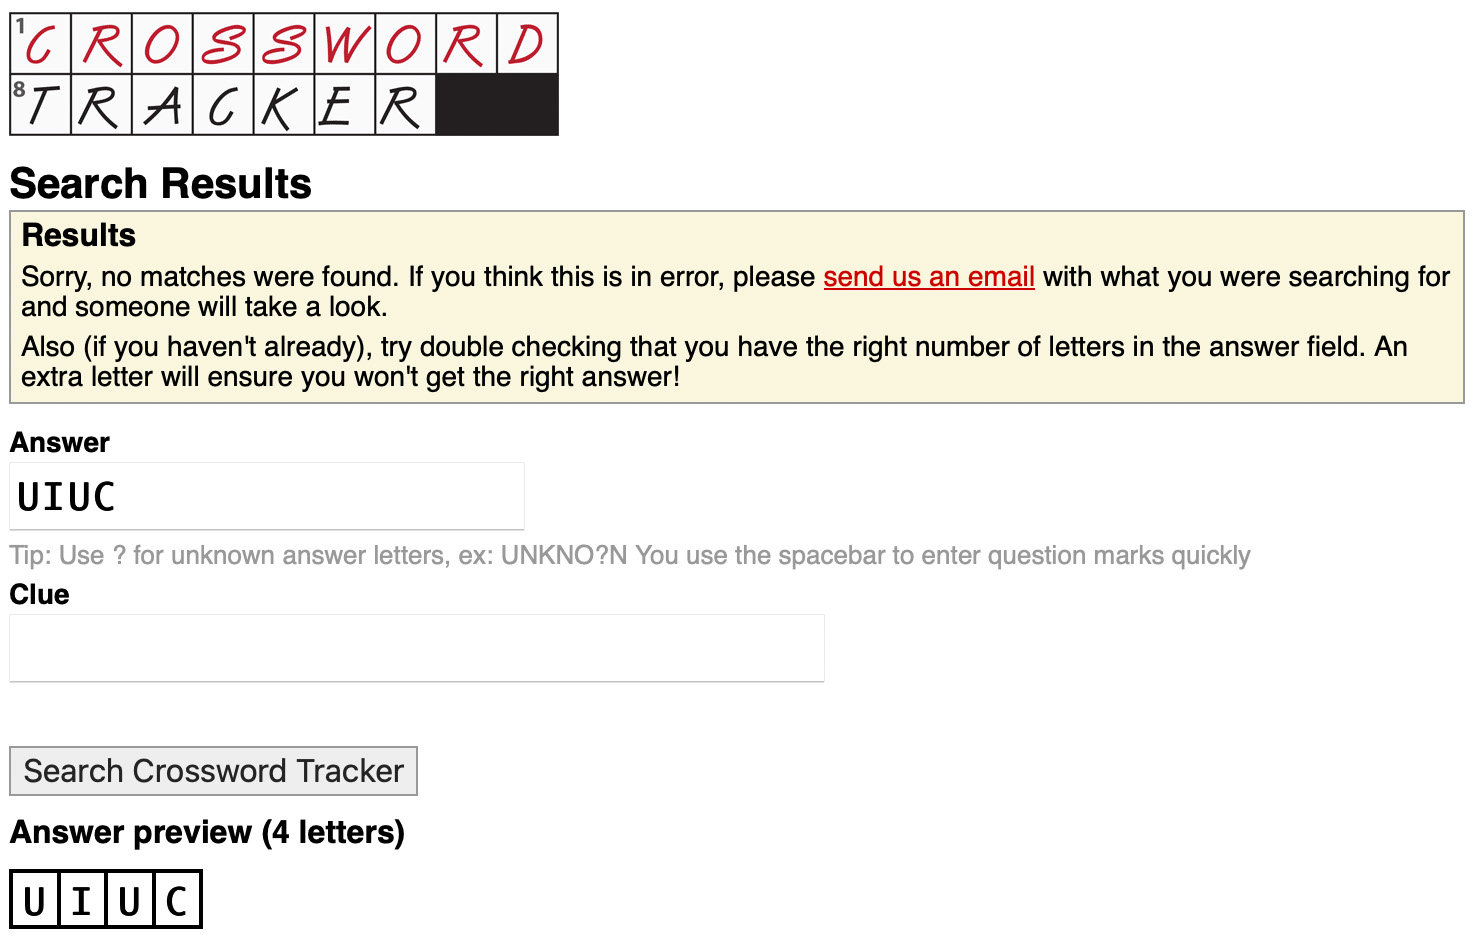 1 CROSSWORD
8 TRACKER
Search Results
Results
Sorry, no matches were found. If you think this is in error, please send us an email with what you were searching for
and someone will take a look.
Also (if you haven't already), try double checking that you have the right number of letters in the answer field. An
extra letter will ensure you won't get the right answer!
Answer
UIUC
Tip: Use ? for unknown answer letters, ex: UNKNO?N You use the spacebar to enter question marks quickly
Clue
Search Crossword Tracker
Answer preview (4 letters)
UIUC